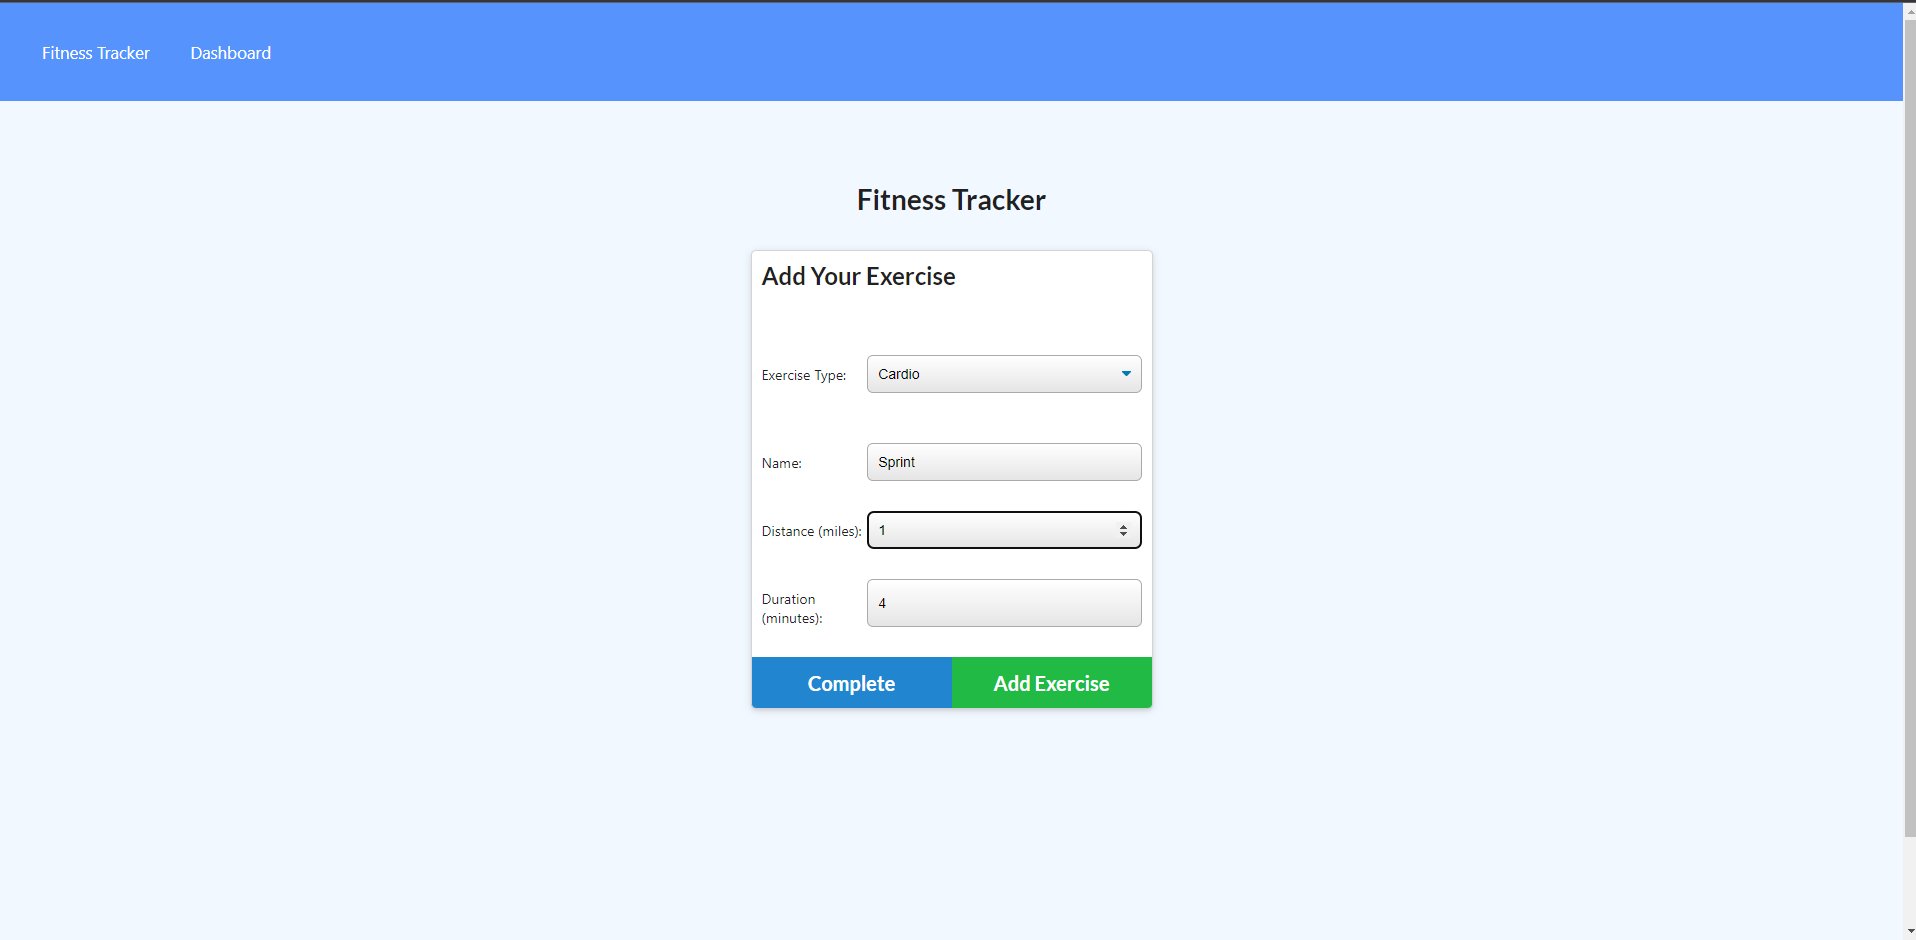 Fitness Tracker Dashboard
Fitness Tracker
Add Your Exercise
Exercise Type: Cardio
Name: Sprint
Distance (miles): 1
Duration (minutes): 4
Complete Add Exercise